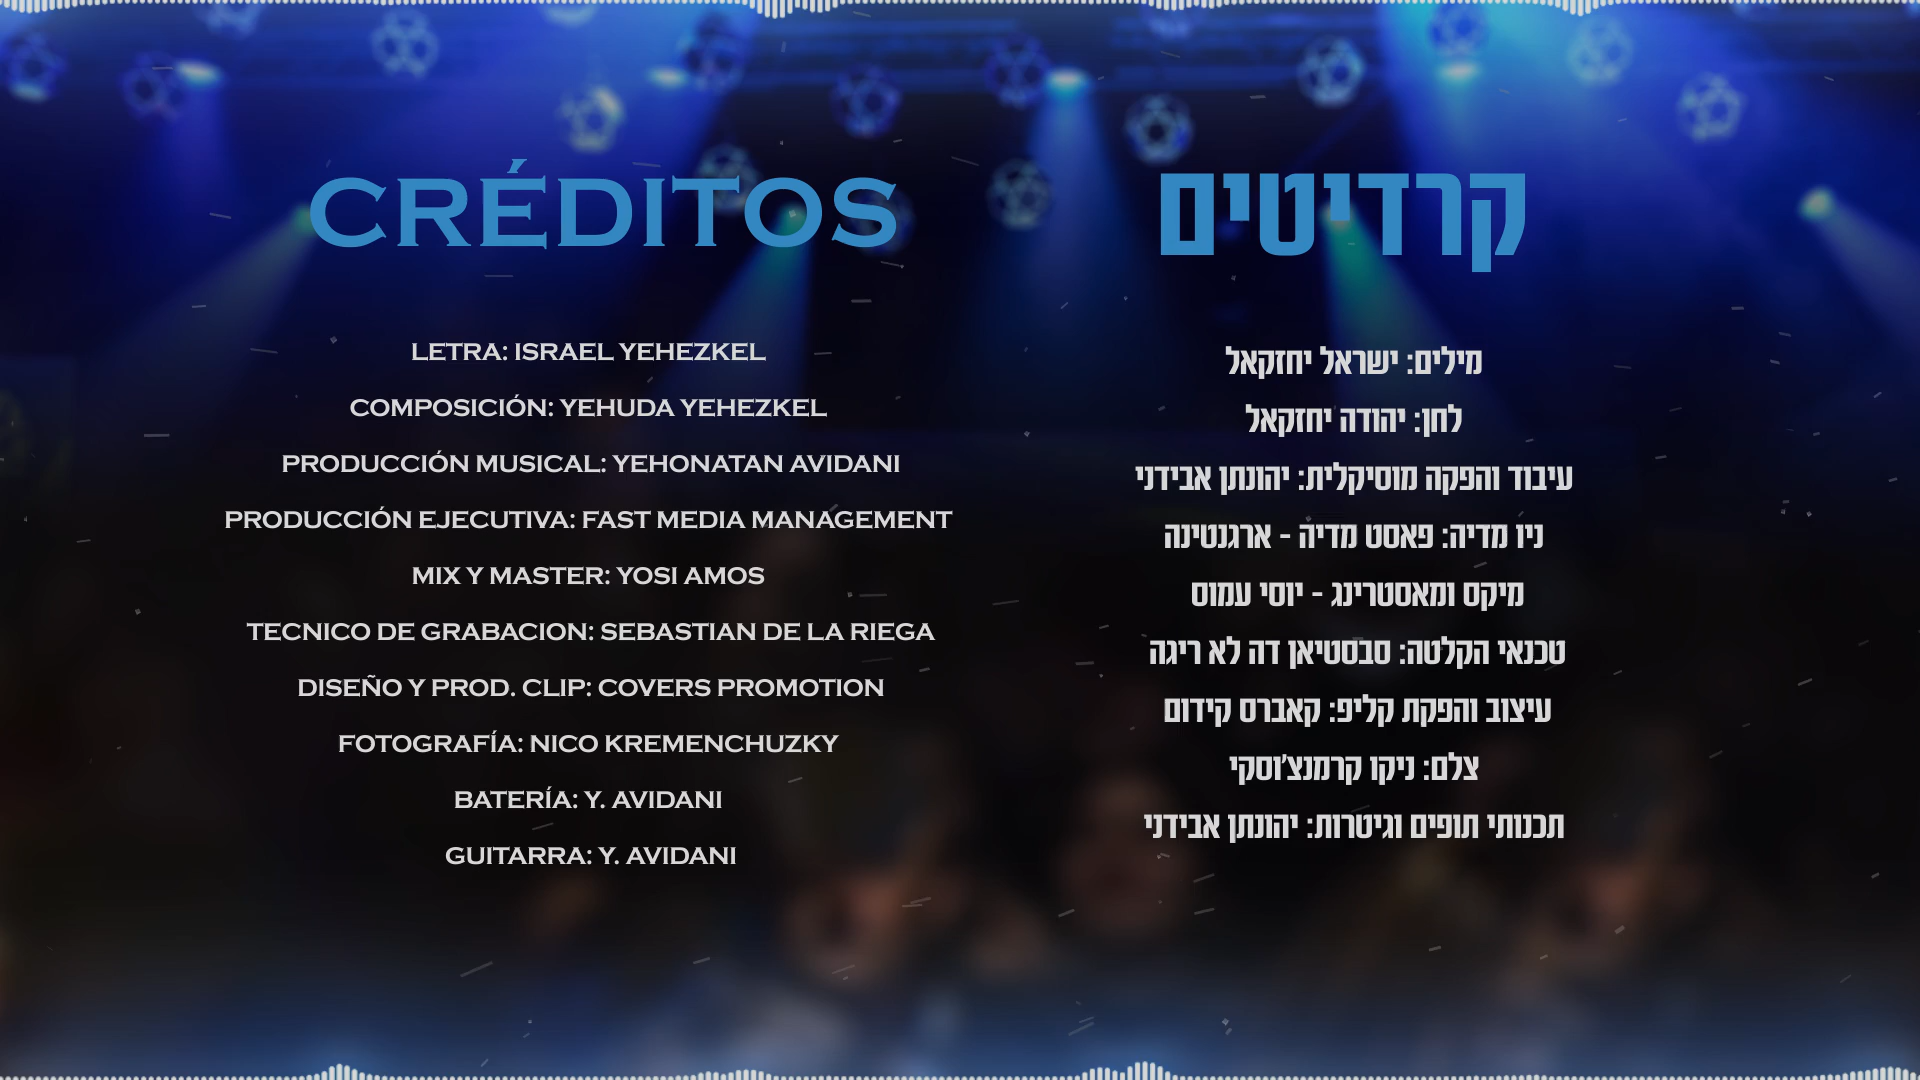 CRÉDITOS
LETRA: ISRAEL YEHEZKEL
COMPOSICIÓN: YEHUDA YEHEZKEL
PRODUCCIÓN MUSICAL: YEHONATAN AVIDANI
PRODUCCIÓN EJECUTIVA: FAST MEDIA MANAGEMENT
MIX Y MASTER: YOSI AMOS
TECNICO DE GRABACION: SEBASTIAN DE LA RIEGA
DISEÑO Y PROD. CLIP: COVERS PROMOTION
FOTOGRAFÍA: NICO KREMENCHUZKY
BATERÍA: Y. AVIDANI
GUITARRA: Y. AVIDANI
קרדיטים
מילים: ישראל יחזקאל
לחן: יהודה יחזקאל
עיבוד והפקה מוסיקלית: יהונתן אבידני
ניו מדיה: פאסט מדיה - ארגנטינה
מיקס ומאסטרינג - יוסי עמוס
טכנאי הקלטה: סבסטיאן דה לא ריגה
עיצוב והפקת קליפ: קאברס קידום
צלם: ניקו קרמנצ'וסקי
תכנותי תופים וגיטרות: יהונתן אבידני